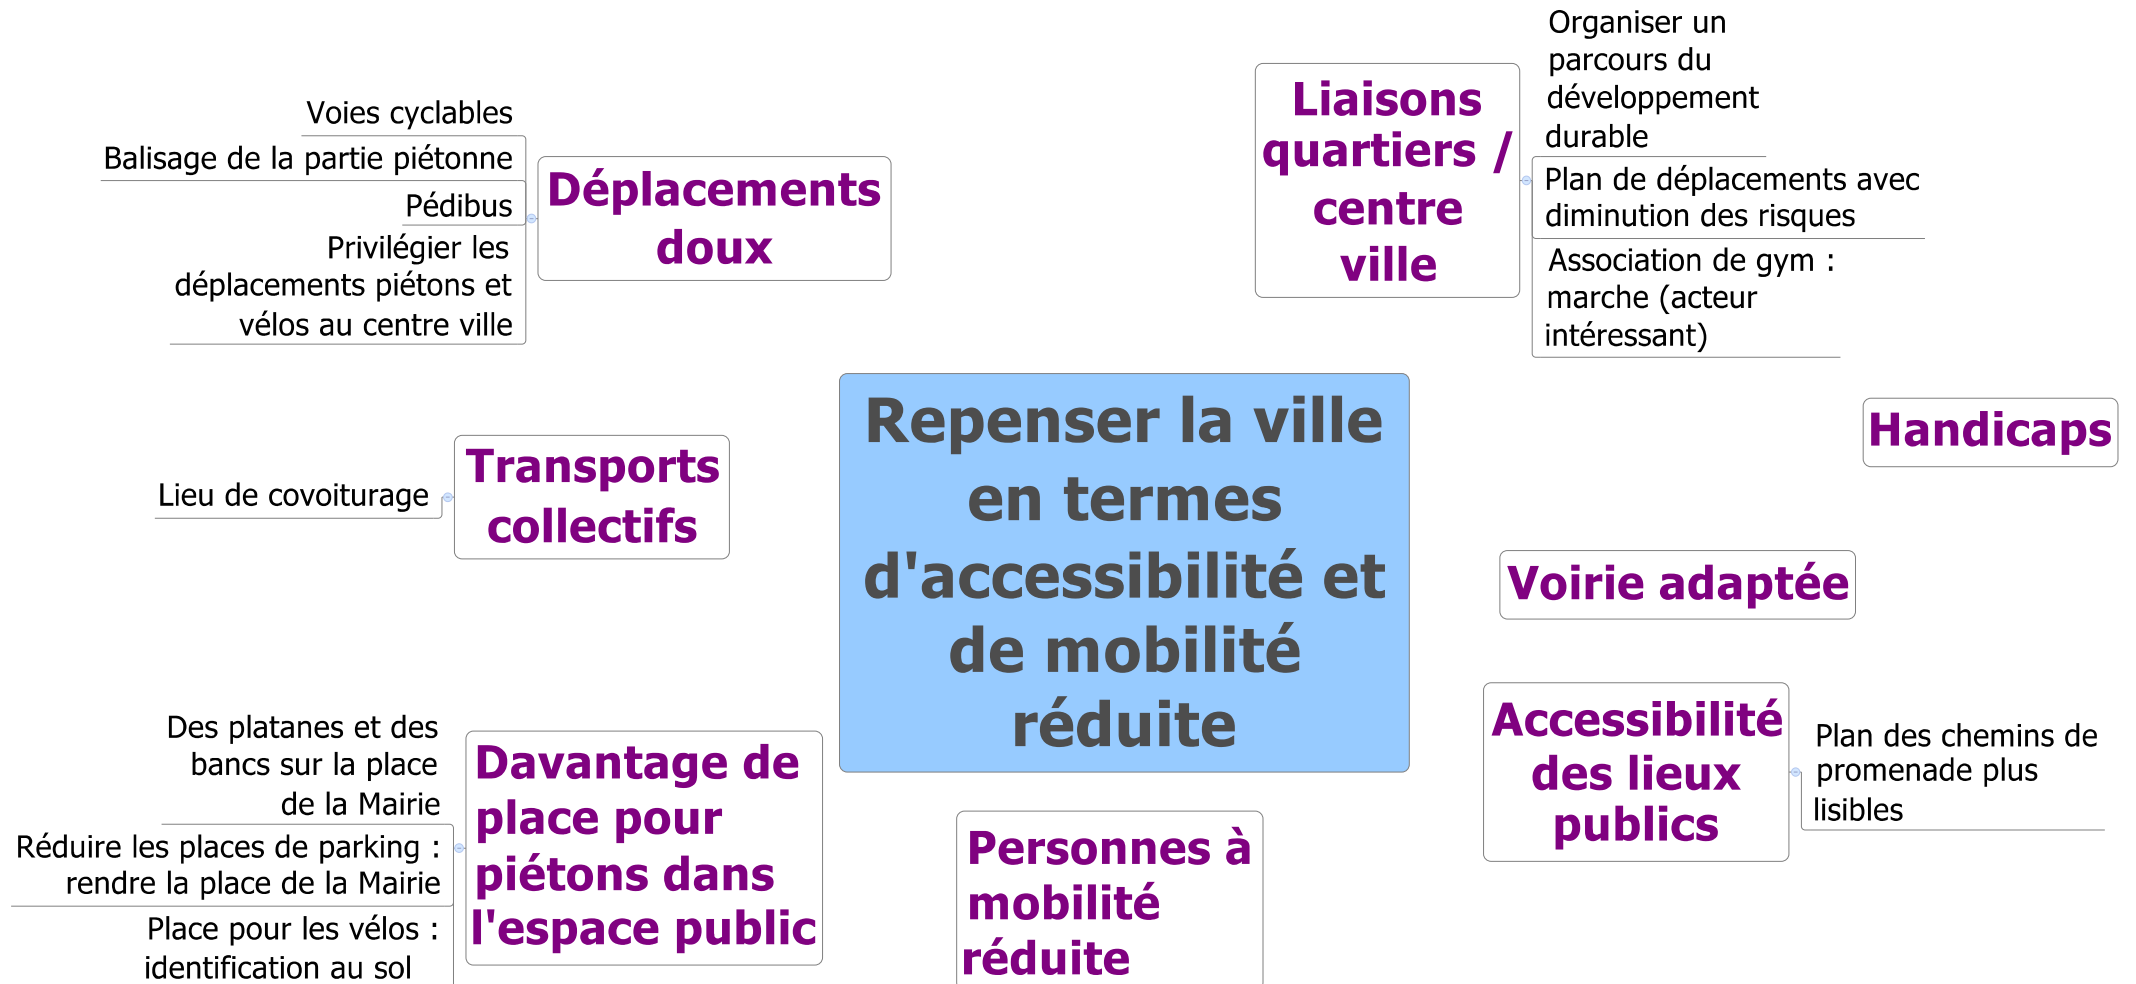 Voies cyclables
Balisage de la partie piétonne
Pédibus
Privilégier les
déplacements piétons et
vélos au centre ville
Déplacements
doux
Liaisons
quartiers /
centre
ville
Organiser un
parcours du
développement
durable
Plan de déplacements avec
diminution des risques
Association de gym :
marche (acteur
intéressant)
Repenser la ville
en termes
d'accessibilité et
de mobilité
réduite
Handicaps
Lieu de covoiturage
Transports
collectifs
Voirie adaptée
Des platanes et des
bancs sur la place
de la Mairie
Réduire les places de parking :
rendre la place de la Mairie
Place pour les vélos :
identification au sol
Davantage de
place pour
piétons dans
l'espace public
Personnes à
mobilité
réduite
Accessibilité
des lieux
publics
Plan des chemins de
promenade plus
lisibles